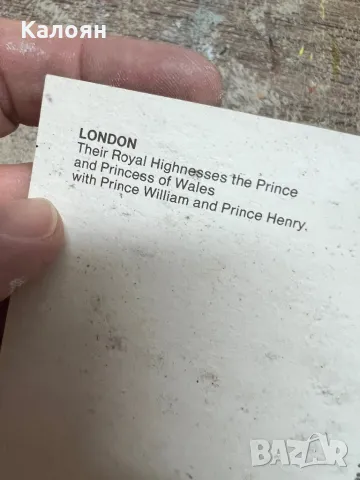 Калоян
LONDON
Their Royal Highnesses the Prince
and Princess of Wales
with Prince William and Prince Henry.
BAZAR